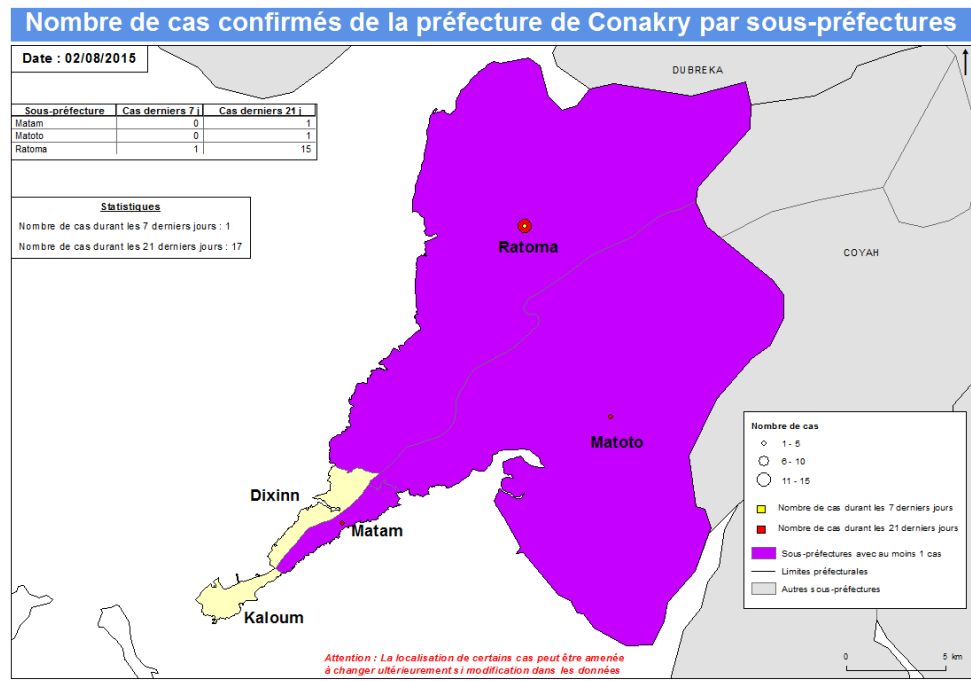 Nombre de cas confirmés de la préfecture de Conakry par sous-préfectures
Date : 02/08/2015
Sous-préfecture Cas derniers 7 j Cas derniers 21 j
Matam 0 1
Matoto 0 1
Ratoma 1 15
Statistiques
Nombre de cas durant les 7 derniers jours : 1
Nombre de cas durant les 21 derniers jours : 17
DUBREKA
COYAH
Ratoma
Matoto
Dixinn
Matam
Kaloum
Nombre de cas
1 - 5
6 - 10
11 - 15
Nombre de cas durant les 7 derniers jours
Nombre de cas durant les 21 derniers jours
Sous-préfectures avec au moins 1 cas
Limites préfecturales
Autres sous-préfectures
Attention : La localisation de certains cas peut être amenée
à changer ultérieurement si modification dans les données
0 5 km